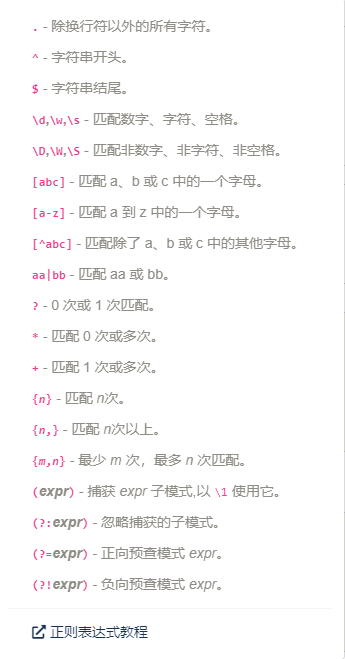 . - 除换行符以外的所有字符。
^ - 字符串开头。
$ - 字符串结尾。
\d,\w,\s - 匹配数字、字符、空格。
\D,\W,\S - 匹配非数字、非字符、非空格。
[abc] - 匹配 a、b 或 c 中的一个字母。
[a-z] - 匹配 a 到 z 中的一个字母。
[^abc] - 匹配除了 a、b 或 c 中的其他字母。
aa|bb - 匹配 aa 或 bb。
? - 0 次或 1 次匹配。
* - 匹配 0 次或多次。
+ - 匹配 1 次或多次。
{n} - 匹配 n次。
{n,} - 匹配 n次以上。
{m,n} - 最少 m 次，最多 n 次匹配。
(expr) - 捕获 expr 子模式,以 \1 使用它。
(?:expr) - 忽略捕获的子模式。
(?=expr) - 正向预查模式 expr。
(?!expr) - 负向预查模式 expr。
正则表达式教程